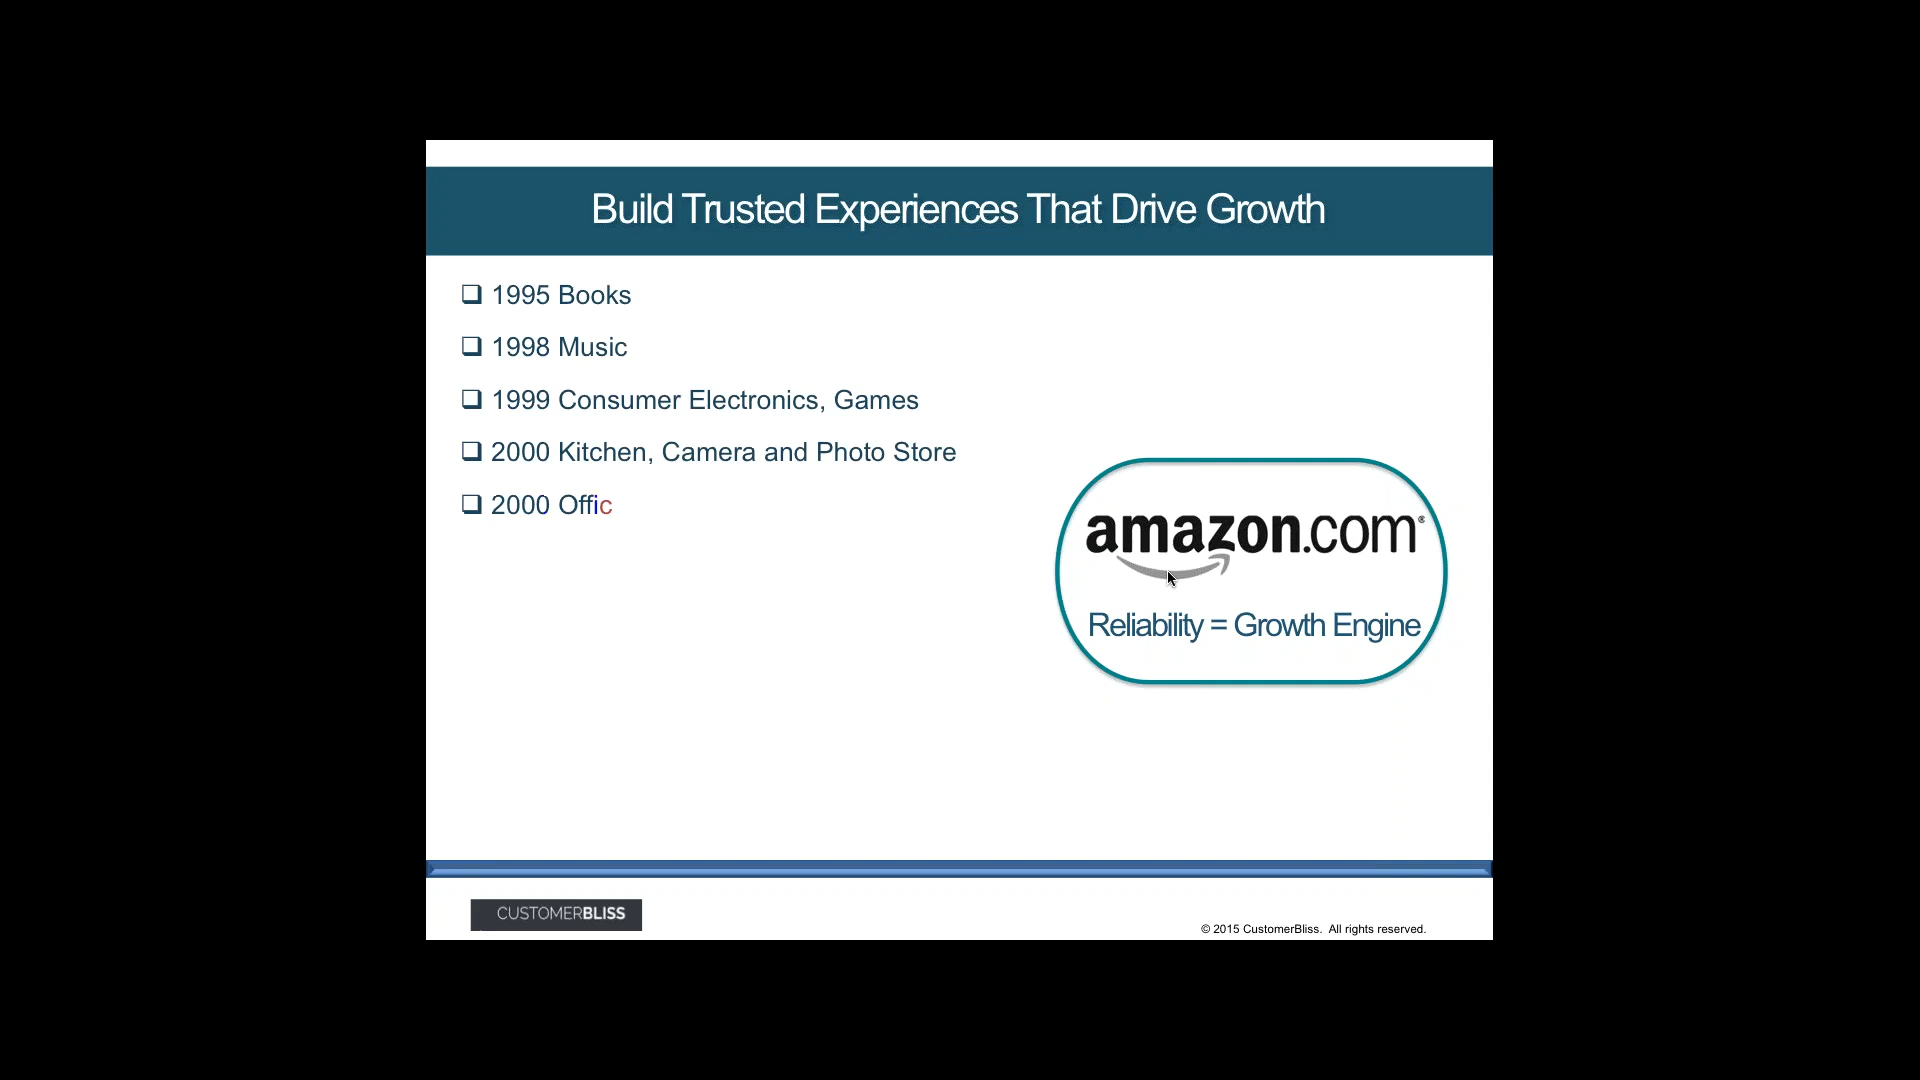 Build Trusted Experiences That Drive Growth
1995 Books
1998 Music
1999 Consumer Electronics, Games
2000 Kitchen, Camera and Photo Store
2000 Offic
amazon.com®
Reliability = Growth Engine
CUSTOMERBLISS
© 2015 CustomerBliss. All rights reserved.